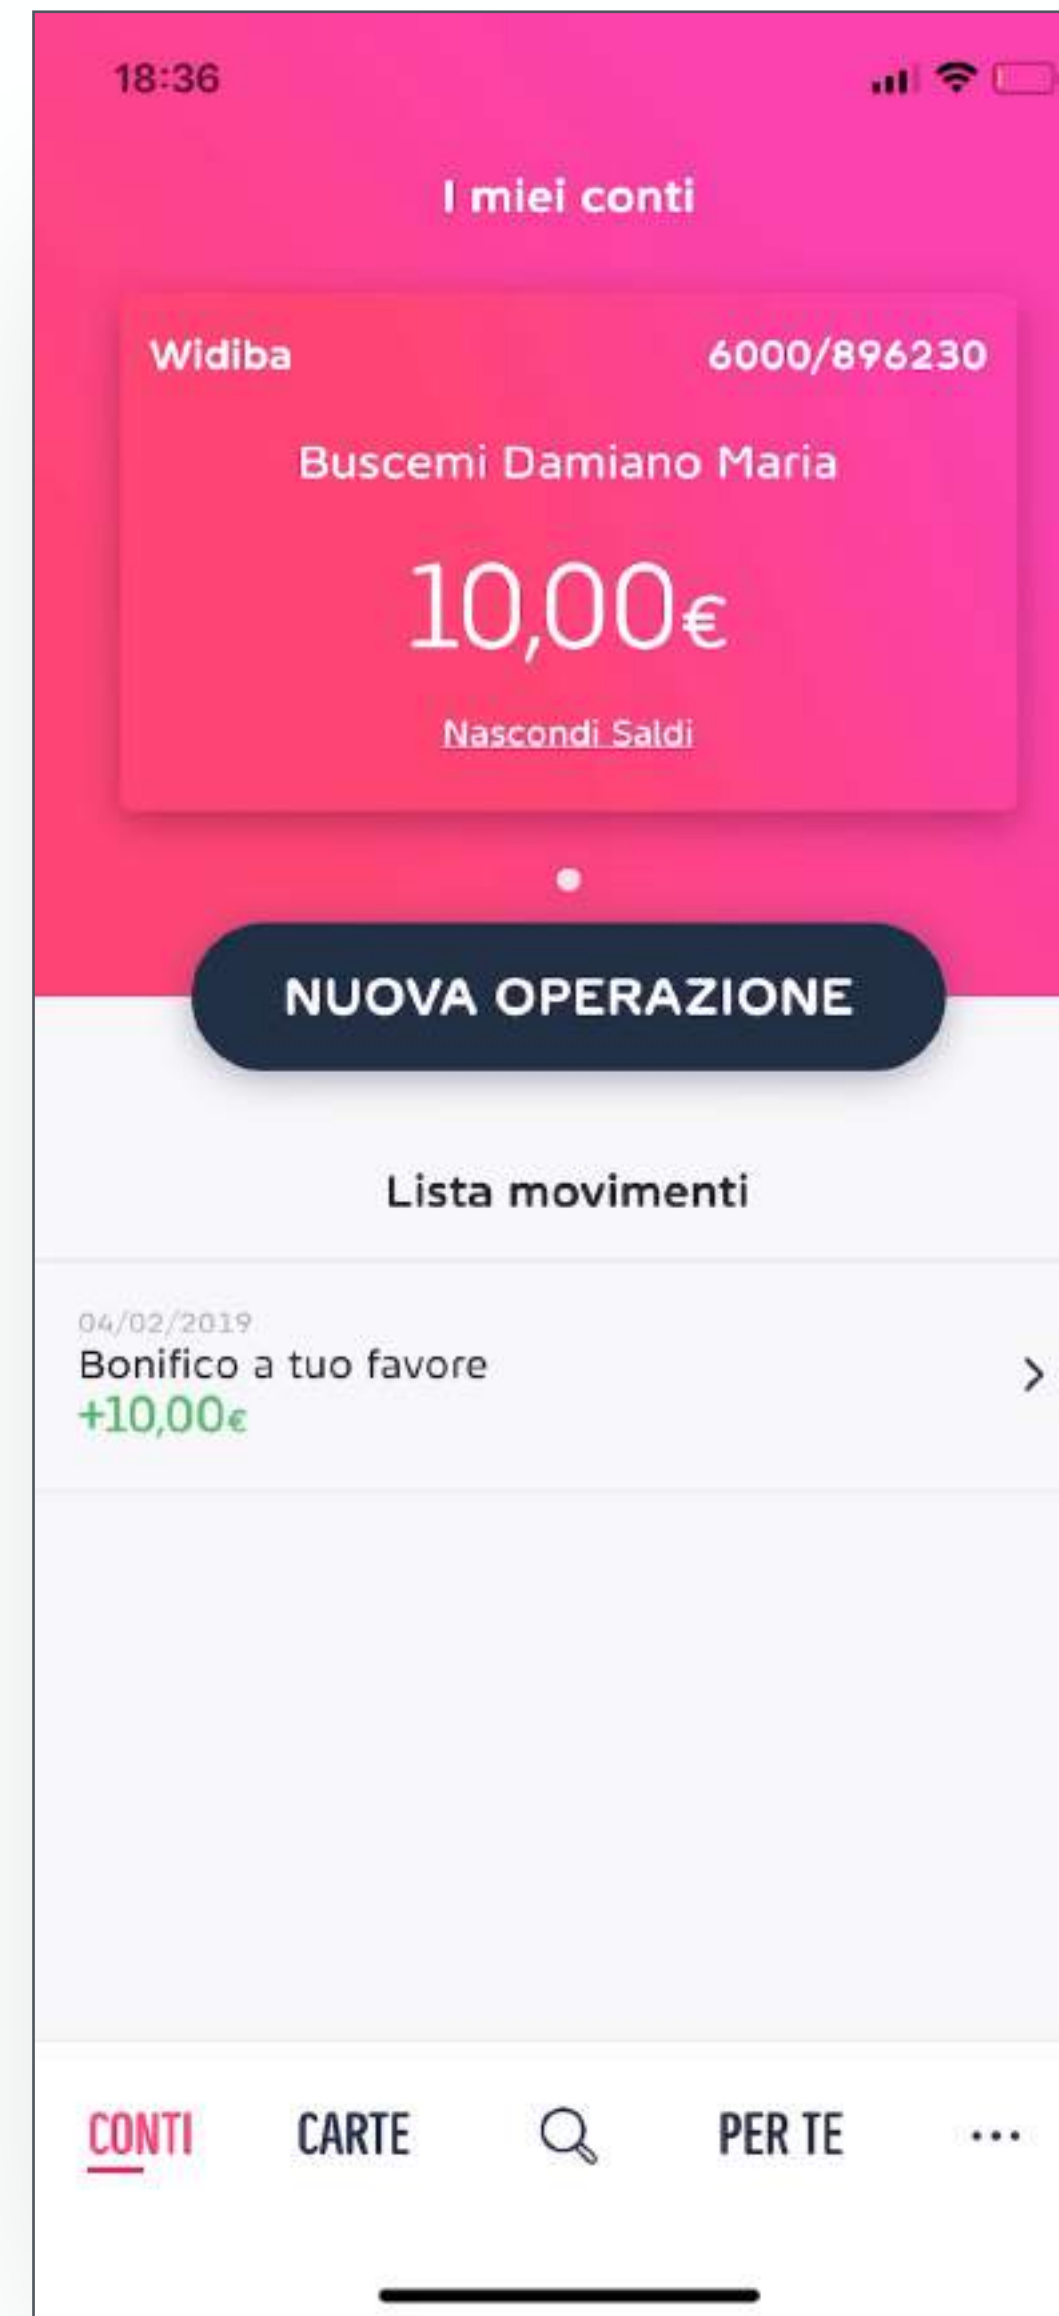 18:36
I miei conti
Widiba 6000/896230
Buscemi Damiano Maria
10,00€
Nascondi Saldi
NUOVA OPERAZIONE
Lista movimenti
04/02/2019
Bonifico a tuo favore
+10,00€
CONTI CARTE PER TE ...